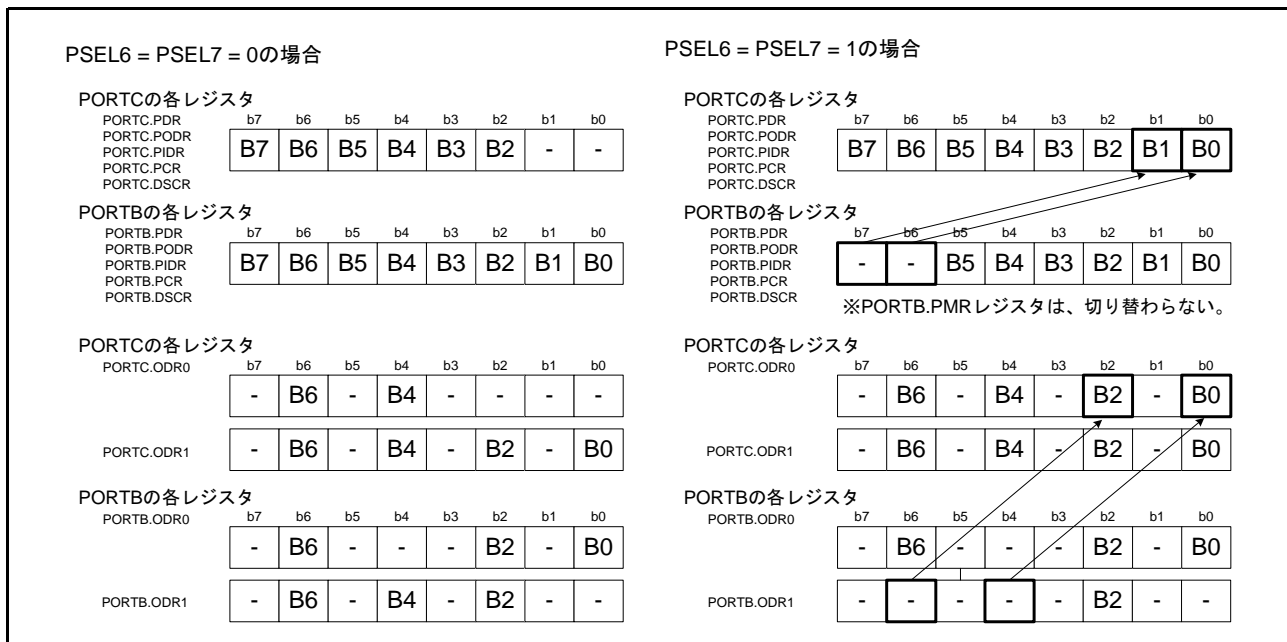 PSEL6 = PSEL7 = 0の場合
PORTCの各レジスタ
PORTC.PDR
PORTC.PODR
PORTC.PIDR
PORTC.PCR
PORTC.DSCR
b7 b6 b5 b4 b3 b2 b1 b0
B7 B6 B5 B4 B3 B2 - -
PORTBの各レジスタ
PORTB.PDR
PORTB.PODR
PORTB.PIDR
PORTB.PCR
PORTB.DSCR
b7 b6 b5 b4 b3 b2 b1 b0
B7 B6 B5 B4 B3 B2 B1 B0
PORTCの各レジスタ
PORTC.ODR0 b7 b6 b5 b4 b3 b2 b1 b0
- B6 - B4 - - - -
PORTC.ODR1 - B6 - B4 - B2 - B0
PORTBの各レジスタ
PORTB.ODR0 b7 b6 b5 b4 b3 b2 b1 b0
- B6 - - - B2 - B0
PORTB.ODR1 - B6 - B4 - B2 - -
PSEL6 = PSEL7 = 1の場合
PORTCの各レジスタ
PORTC.PDR
PORTC.PODR
PORTC.PIDR
PORTC.PCR
PORTC.DSCR
b7 b6 b5 b4 b3 b2 b1 b0
B7 B6 B5 B4 B3 B2 B1 B0
PORTBの各レジスタ
PORTB.PDR
PORTB.PODR
PORTB.PIDR
PORTB.PCR
PORTB.DSCR
b7 b6 b5 b4 b3 b2 b1 b0
- - B5 B4 B3 B2 B1 B0
※PORTB.PMRレジスタは、切り替わらない。
PORTCの各レジスタ
PORTC.ODR0 b7 b6 b5 b4 b3 b2 b1 b0
- B6 - B4 - B2 - B0
PORTC.ODR1 - B6 - B4 - B2 - B0
PORTBの各レジスタ
PORTB.ODR0 b7 b6 b5 b4 b3 b2 b1 b0
- B6 - - - B2 - B0
PORTB.ODR1 - - - - - B2 - -